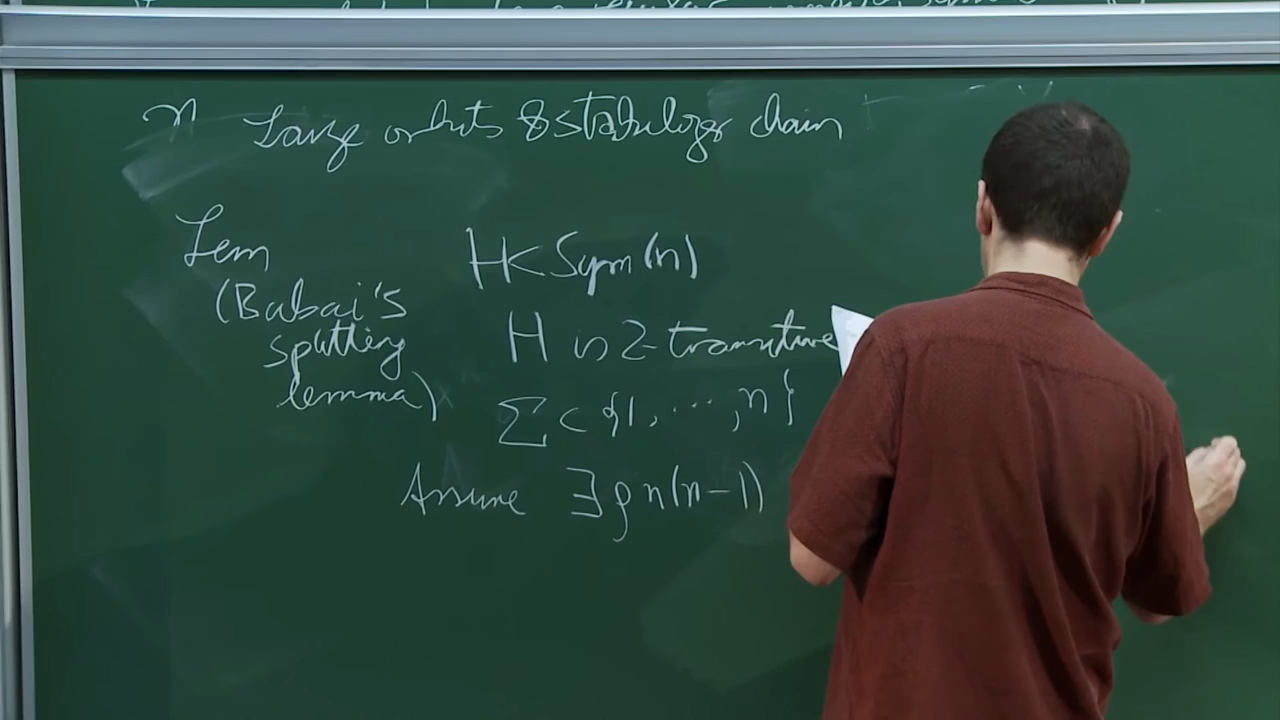 Large orbits & stabilizer chain
Lem
(Babai's
splitting
lemma)
H < Sym(n)
H is 2-transitive
Σ ⊂ {1, ..., n}
Assume ∃ ρ n(n-1)